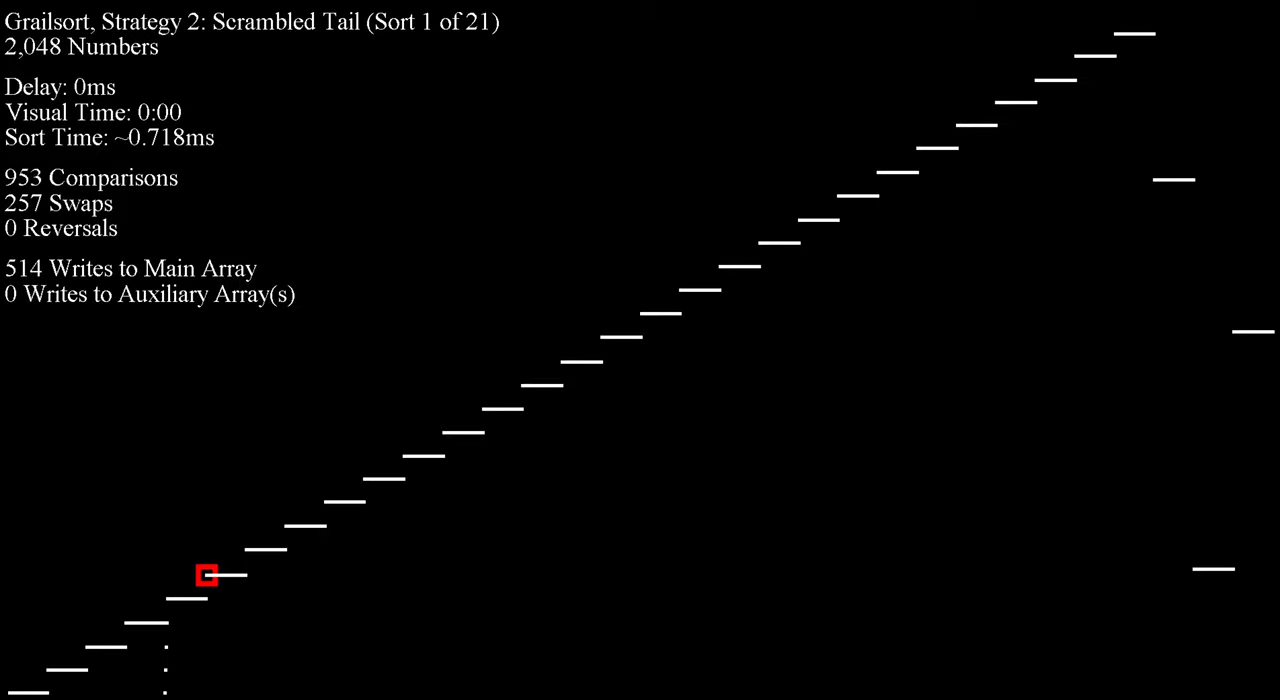 Grailsort, Strategy 2: Scrambled Tail (Sort 1 of 21)
2,048 Numbers
Delay: 0ms
Visual Time: 0:00
Sort Time: ~0.718ms
953 Comparisons
257 Swaps
0 Reversals
514 Writes to Main Array
0 Writes to Auxiliary Array(s)